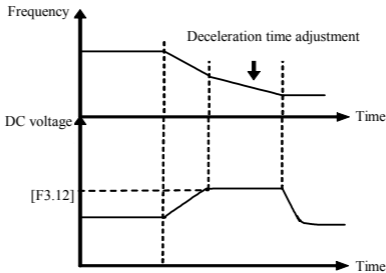 Frequency
Deceleration time adjustment
Time
DC voltage
[F3.12]
Time